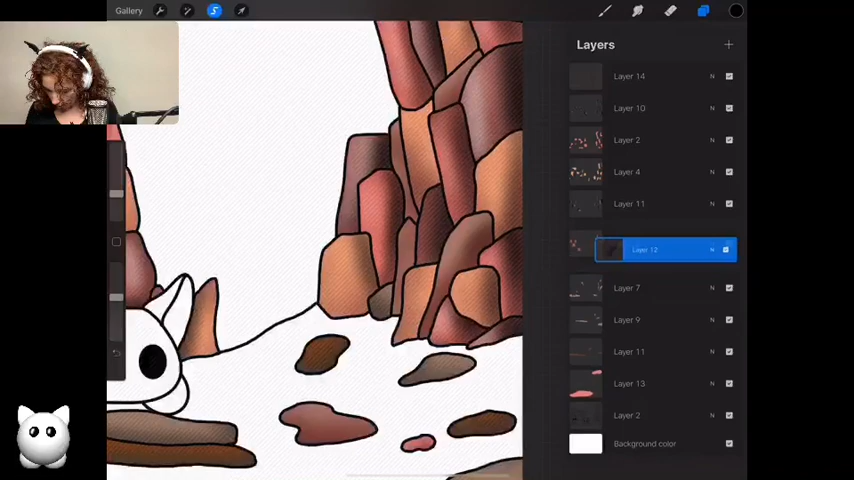 Gallery
S
Layers
Layer 14 N
Layer 10 N
Layer 2 N
Layer 4 N
Layer 11 N
Layer 12 N
Layer 7 N
Layer 9 N
Layer 11 N
Layer 13 N
Layer 2 N
Background color